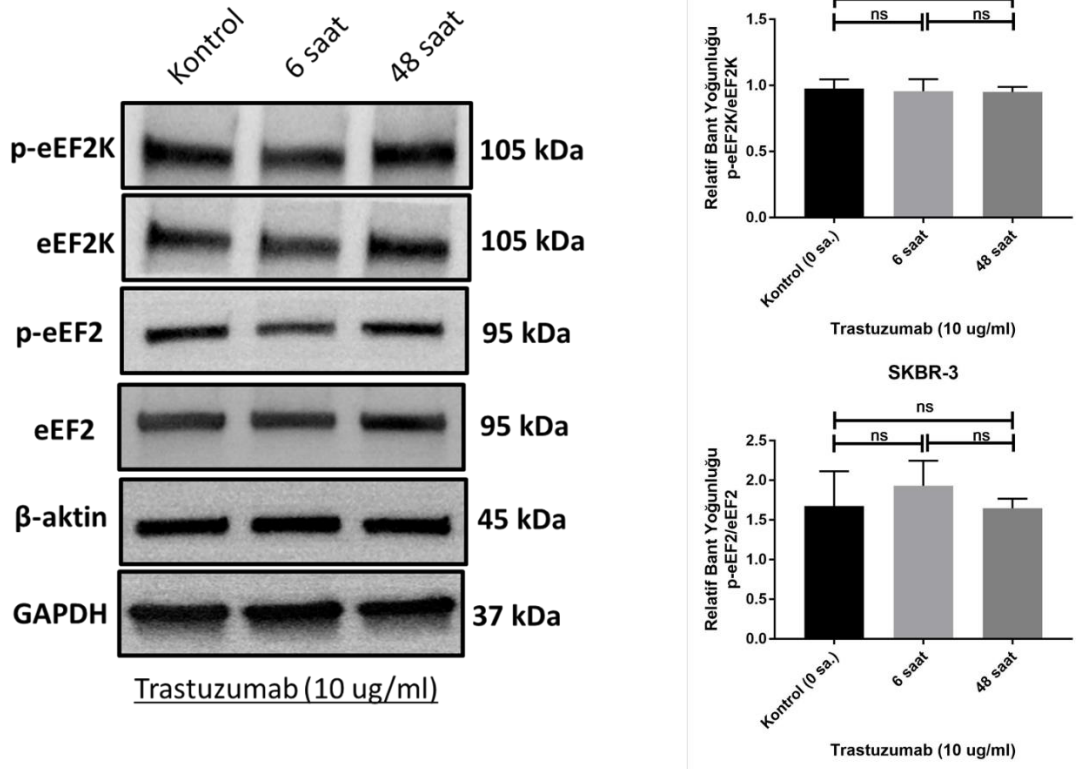 Kontrol
6 saat
48 saat
p-eEF2K
105 kDa
eEF2K
105 kDa
p-eEF2
95 kDa
eEF2
95 kDa
β-aktin
45 kDa
GAPDH
37 kDa
Trastuzumab (10 ug/ml)
ns
ns
1.5
1.0
0.5
0.0
Relatif Bant Yoğunluğu
p-eEF2K/eEF2K
Kontrol (0 sa.)
6 saat
48 saat
Trastuzumab (10 ug/ml)
SKBR-3
ns
ns
ns
2.5
2.0
1.5
1.0
0.5
0.0
Relatif Bant Yoğunluğu
p-eEF2/eEF2
Kontrol (0 sa.)
6 saat
48 saat
Trastuzumab (10 ug/ml)